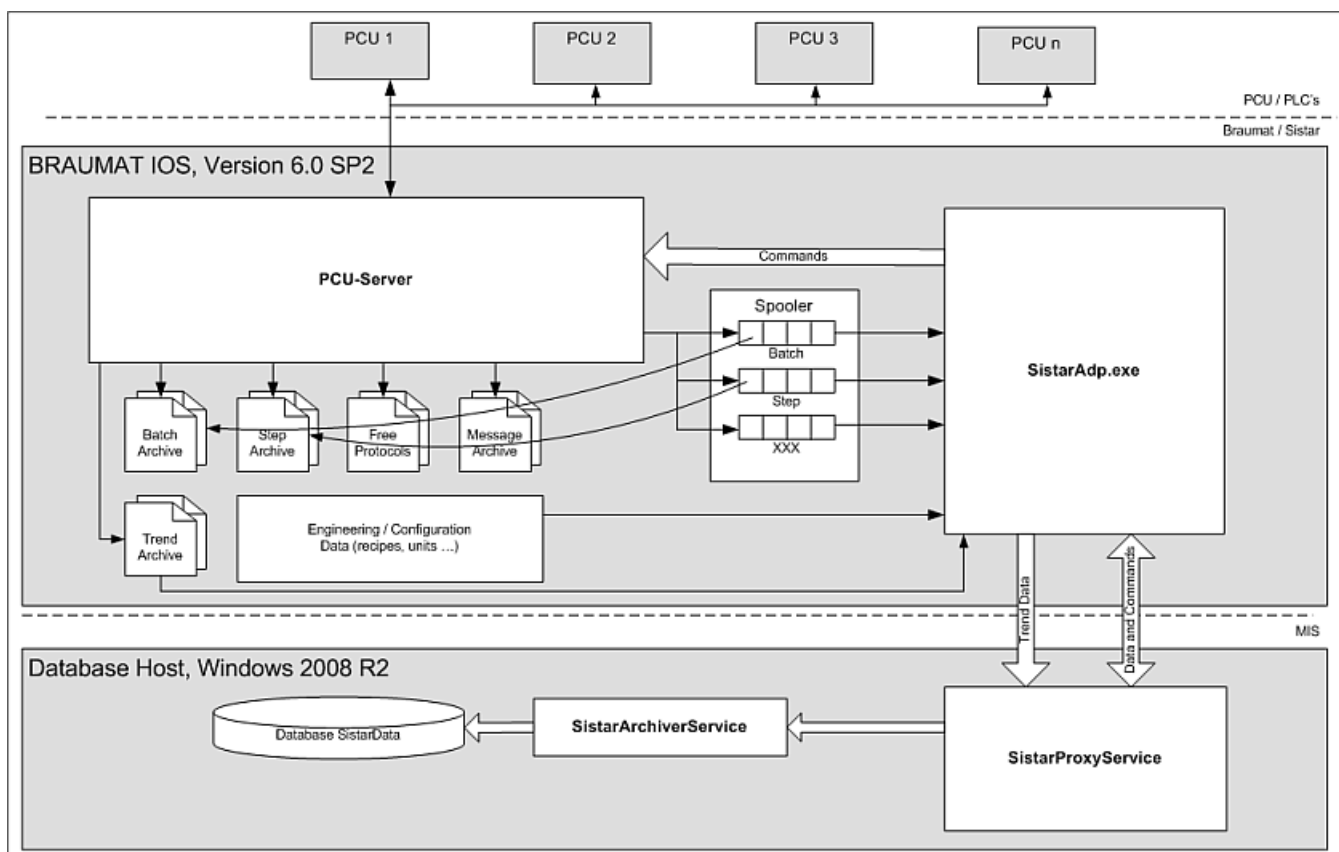 PCU 1
PCU 2
PCU 3
PCU n
PCU / PLC's
Braumat / Sistar
BRAUMAT IOS, Version 6.0 SP2
PCU-Server
Commands
Spooler
Batch
Step
XXX
SistarAdp.exe
Batch
Archive
Step
Archive
Free
Protocols
Message
Archive
Trend
Archive
Engineering / Configuration
Data (recipes, units ...)
Trend Data
Data and Commands
MIS
Database Host, Windows 2008 R2
Database SistarData
SistarArchiverService
SistarProxyService